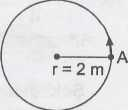 A
r = 2 m